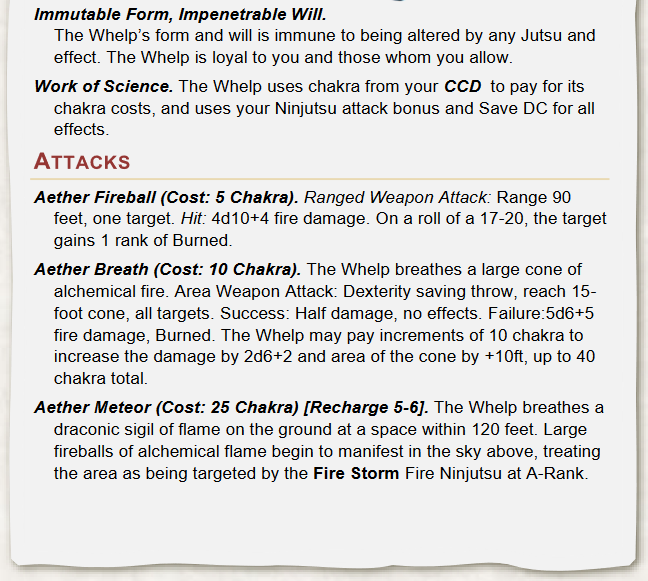 Immutable Form, Impenetrable Will.
The Whelp's form and will is immune to being altered by any Jutsu and
effect. The Whelp is loyal to you and those whom you allow.
Work of Science. The Whelp uses chakra from your CCD to pay for its
chakra costs, and uses your Ninjutsu attack bonus and Save DC for all
effects.
ATTACKS
Aether Fireball (Cost: 5 Chakra). Ranged Weapon Attack: Range 90
feet, one target. Hit: 4d10+4 fire damage. On a roll of a 17-20, the target
gains 1 rank of Burned.
Aether Breath (Cost: 10 Chakra). The Whelp breathes a large cone of
alchemical fire. Area Weapon Attack: Dexterity saving throw, reach 15-
foot cone, all targets. Success: Half damage, no effects. Failure:5d6+5
fire damage, Burned. The Whelp may pay increments of 10 chakra to
increase the damage by 2d6+2 and area of the cone by +10ft, up to 40
chakra total.
Aether Meteor (Cost: 25 Chakra) [Recharge 5-6]. The Whelp breathes a
draconic sigil of flame on the ground at a space within 120 feet. Large
fireballs of alchemical flame begin to manifest in the sky above, treating
the area as being targeted by the Fire Storm Fire Ninjutsu at A-Rank.